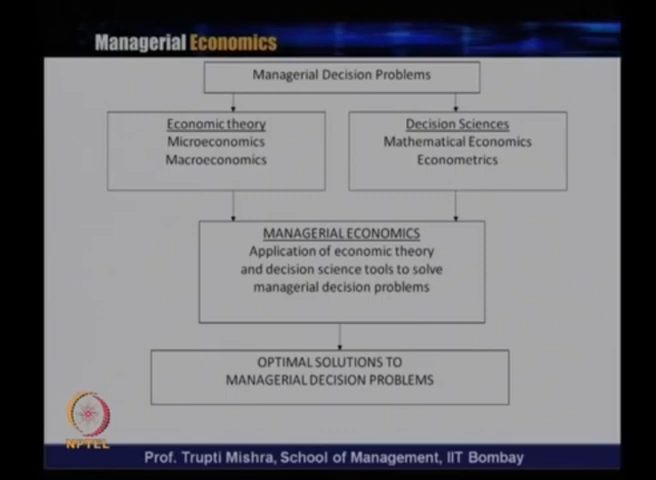 Managerial Economics
Managerial Decision Problems
Economic theory
Microeconomics
Macroeconomics
Decision Sciences
Mathematical Economics
Econometrics
MANAGERIAL ECONOMICS
Application of economic theory
and decision science tools to solve
managerial decision problems
OPTIMAL SOLUTIONS TO
MANAGERIAL DECISION PROBLEMS
NPTEL
Prof. Trupti Mishra, School of Management, IIT Bombay